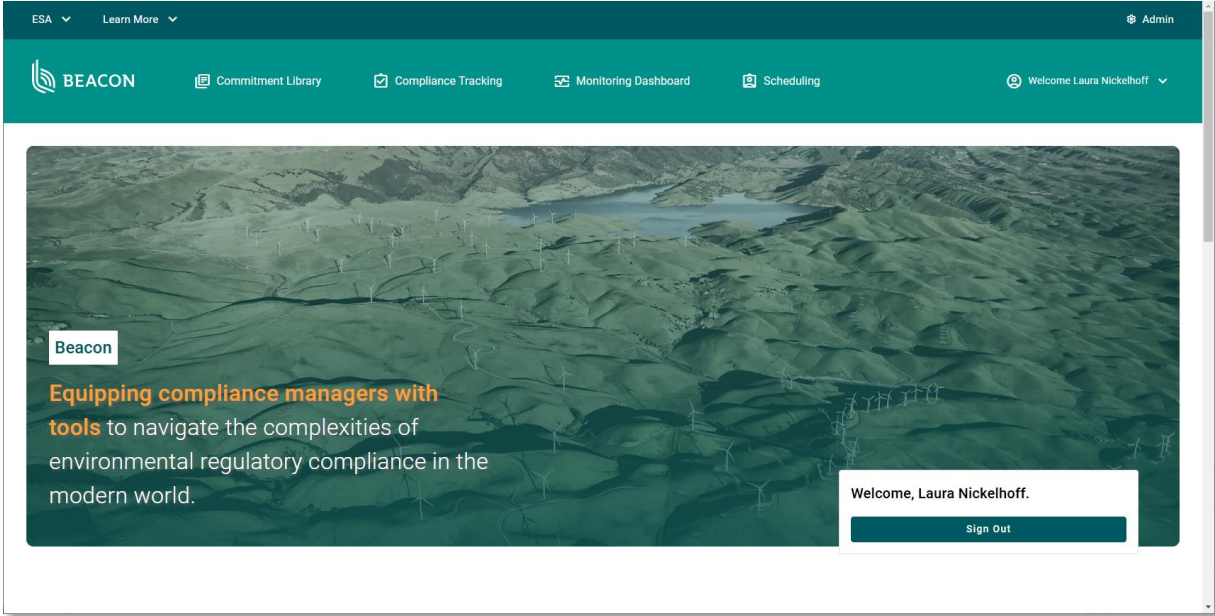 ESA Learn More Admin
BEACON Commitment Library Compliance Tracking Monitoring Dashboard Scheduling Welcome Laura Nickelhoff
Beacon
Equipping compliance managers with
tools to navigate the complexities of
environmental regulatory compliance in the
modern world.
Welcome, Laura Nickelhoff.
Sign Out